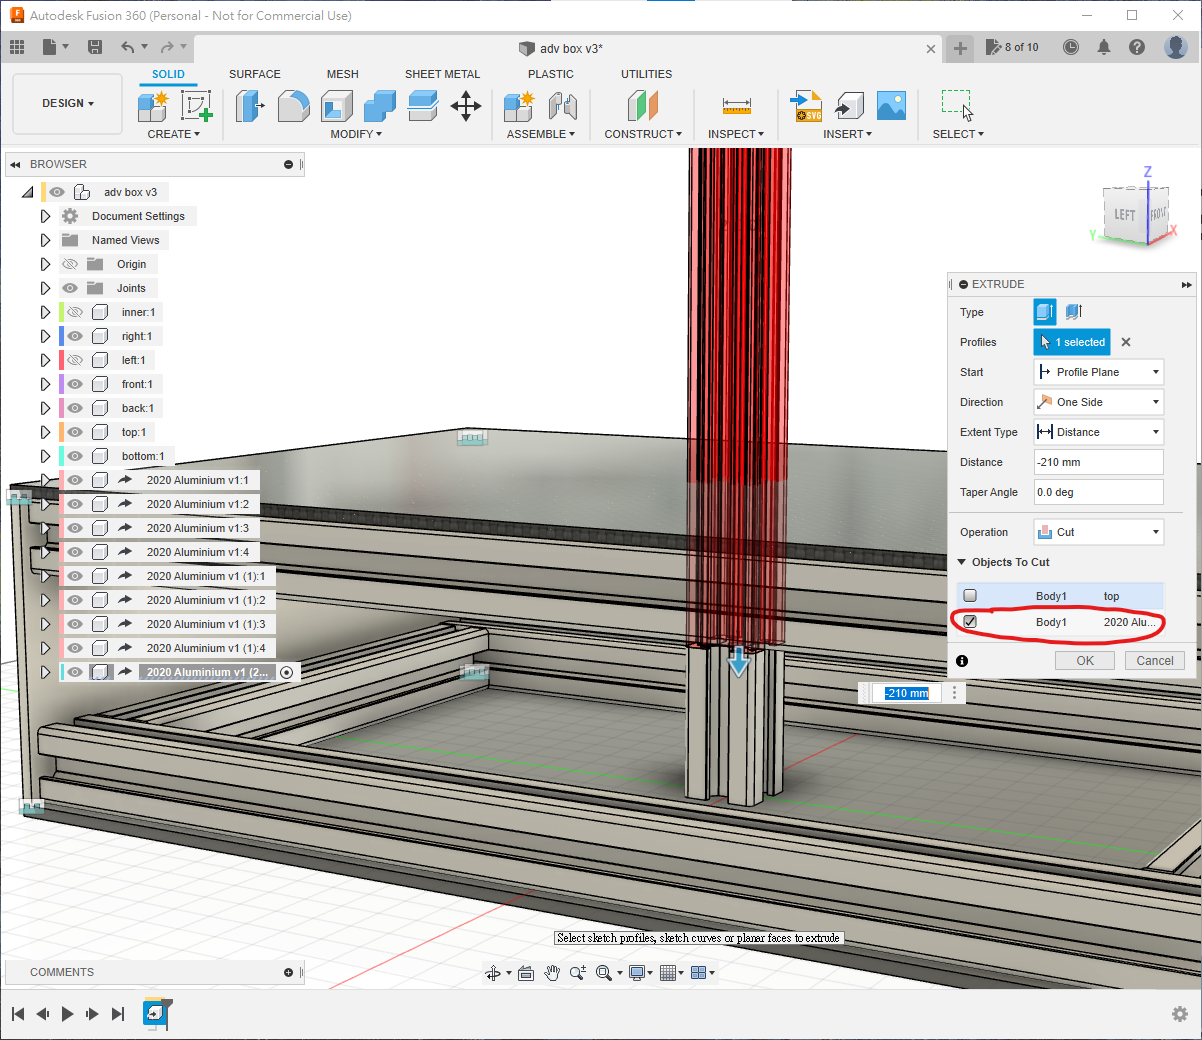 Autodesk Fusion 360 (Personal - Not for Commercial Use)
adv box v3*
8 of 10
SOLID SURFACE MESH SHEET METAL PLASTIC UTILITIES
DESIGN
CREATE MODIFY ASSEMBLE CONSTRUCT INSPECT INSERT SELECT
SVG
BROWSER
adv box v3
Document Settings
Named Views
Origin
Joints
inner:1
right:1
left:1
front:1
back:1
top:1
bottom:1
2020 Aluminium v1:1
2020 Aluminium v1:2
2020 Aluminium v1:3
2020 Aluminium v1:4
2020 Aluminium v1 (1):1
2020 Aluminium v1 (1):2
2020 Aluminium v1 (1):3
2020 Aluminium v1 (1):4
2020 Aluminium v1 (2...
Z
LEFT FRONT
Y X
EXTRUDE
Type
Profiles 1 selected
Start Profile Plane
Direction One Side
Extent Type Distance
Distance -210 mm
Taper Angle 0.0 deg
Operation Cut
Objects To Cut
Body1 top
Body1 2020 Alu...
OK Cancel
-210 mm
Select sketch profiles, sketch curves or planar faces to extrude
COMMENTS